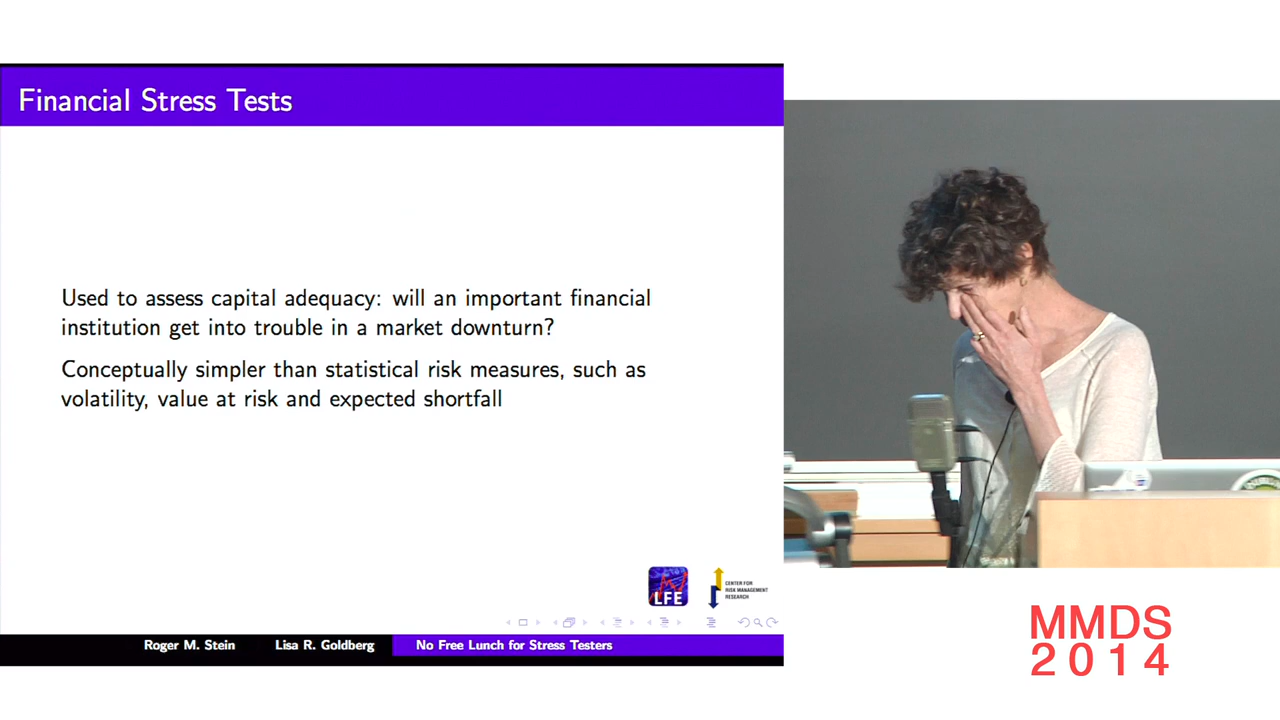 Financial Stress Tests
Used to assess capital adequacy: will an important financial
institution get into trouble in a market downturn?
Conceptually simpler than statistical risk measures, such as
volatility, value at risk and expected shortfall
LFE
CENTER FOR
RISK MANAGEMENT
RESEARCH
Roger M. Stein Lisa R. Goldberg No Free Lunch for Stress Testers
MMDS
2014